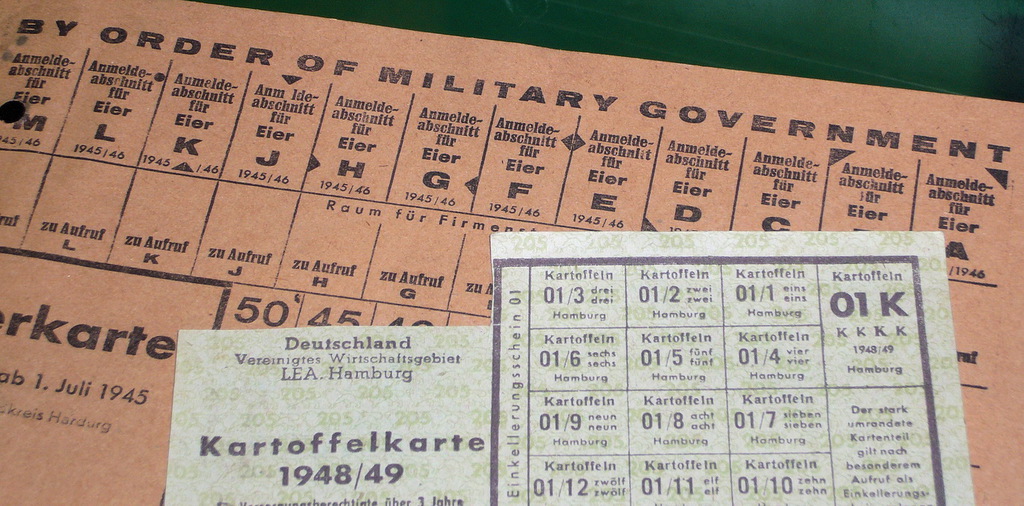 BY ORDER OF MILITARY GOVERNMENT
Anmelde-
abschnitt
für
Eier
M
Anmelde-
abschnitt
für
Eier
L
1945/46
Anmelde-
abschnitt
für
Eier
K
1945/46
Anm lde-
abschnitt
für
Eier
J
1945/46
Anmelde-
abschnitt
für
Eier
H
1945/46
Anmelde-
abschnitt
für
Eier
G
1945/46
Anmelde-
abschnitt
für
Eier
F
1945/46
Anmelde-
abschnitt
für
Eier
E
1945/46
Anmelde-
abschnitt
für
Eier
D
Anmelde-
abschnitt
für
Eier
C
Anmelde-
abschnitt
für
Eier
Anmelde-
abschnitt
für
Eier
A
/1946
Raum für Firmens
zu Aufruf
L
zu Aufruf
K
zu Aufruf
J
zu Aufruf
H
zu Aufruf
G
50 45
erkarte
ab 1. Juli 1945
Deutschland
Vereinigtes Wirtschaftsgebiet
LEA. Hamburg
Kartoffelkarte
1948/49
über 3 Jahre
Einkellerungsschein 01
Kartoffeln
01/3 drei
drei
Hamburg
Kartoffeln
01/2 zwei
zwei
Hamburg
Kartoffeln
01/1 eins
eins
Hamburg
Kartoffeln
01 K
K K K K
1948/49
Hamburg
Kartoffeln
01/6 sechs
sechs
Hamburg
Kartoffeln
01/5 fünf
fünf
Hamburg
Kartoffeln
01/4 vier
vier
Hamburg
Kartoffeln
01/9 neun
neun
Hamburg
Kartoffeln
01/8 acht
acht
Hamburg
Kartoffeln
01/7 sieben
sieben
Hamburg
Der stark
umrandete
Kartenteil
gilt nach
besonderem
Aufruf als
Einkellerungs-
Kartoffeln
01/12 zwölf
zwölf
Kartoffeln
01/11 elf
elf
Kartoffeln
01/10 zehn
zehn